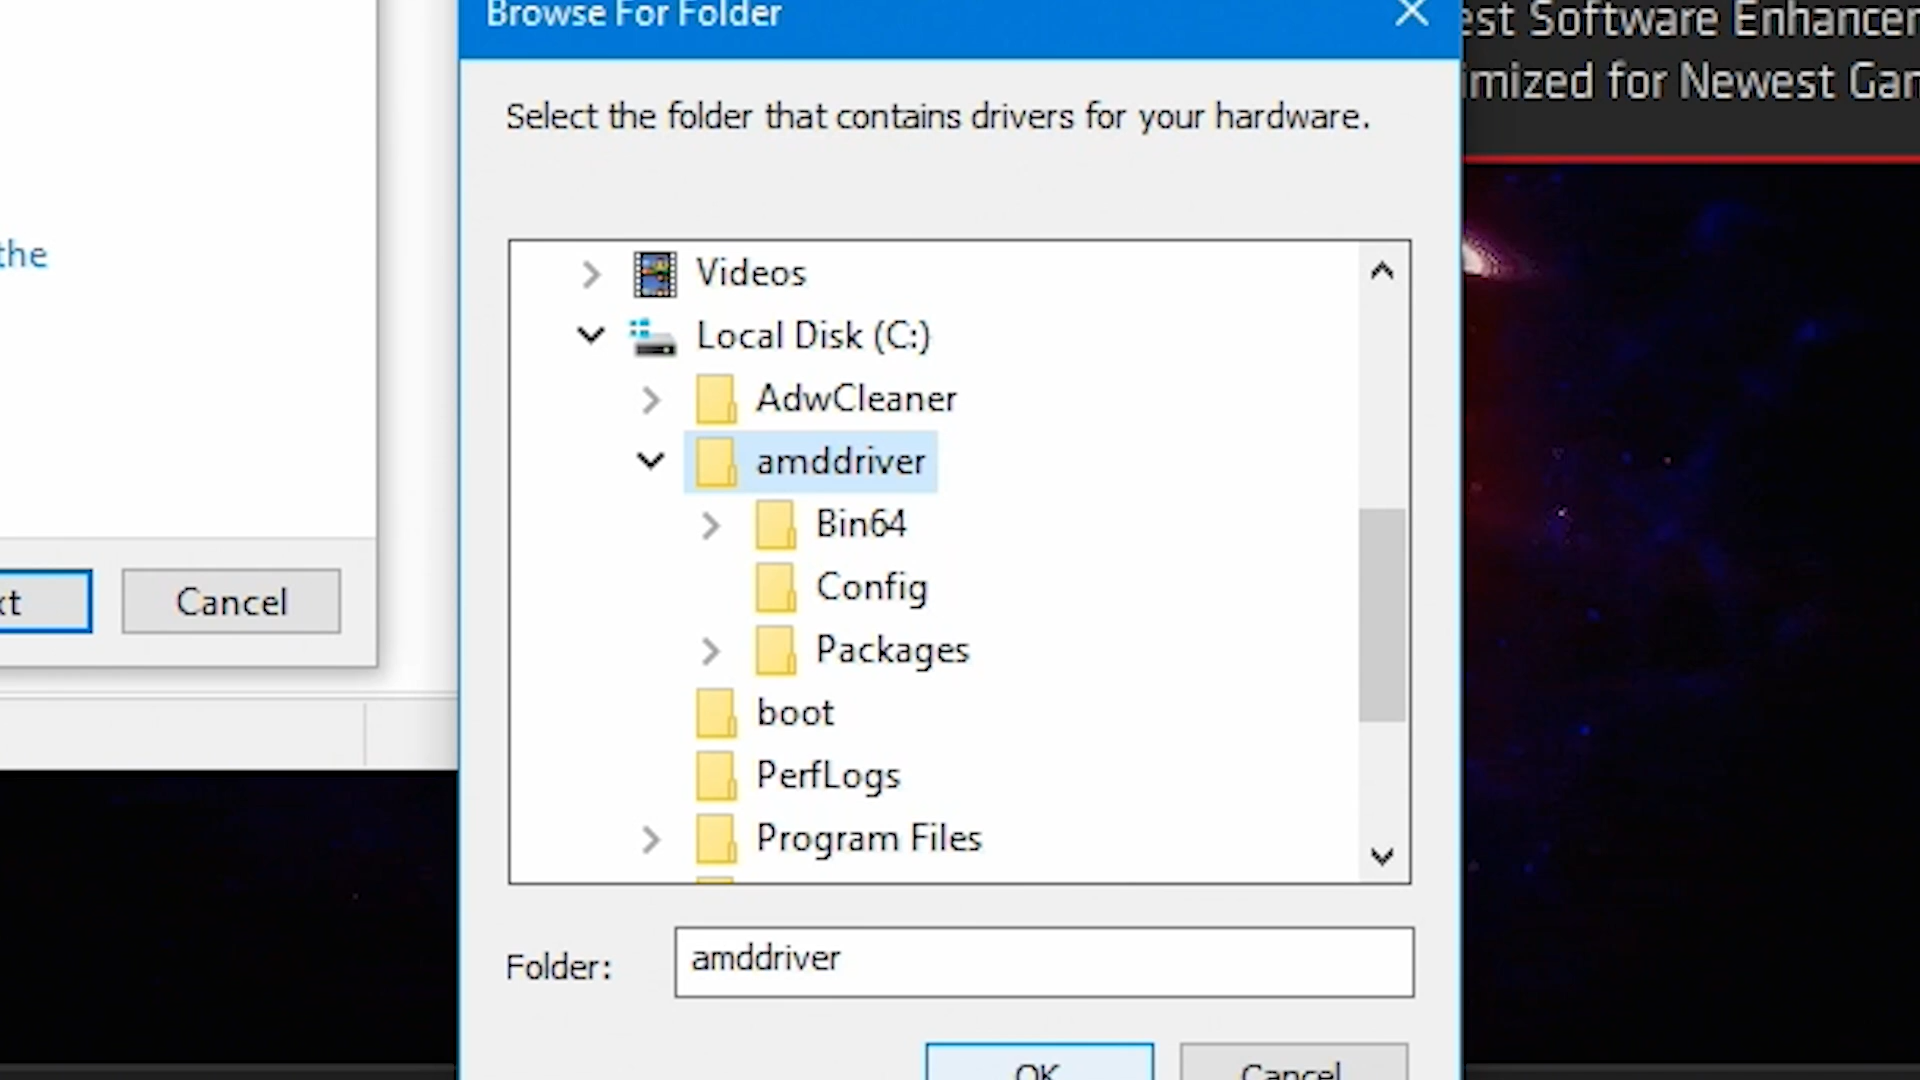 Browse For Folder
est Software Enhancem
imized for Newest Gam
Select the folder that contains drivers for your hardware.
the
Videos
Local Disk (C:)
AdwCleaner
amddriver
Bin64
Config
Packages
boot
PerfLogs
Program Files
xt
Cancel
Folder:
amddriver
OK
Cancel